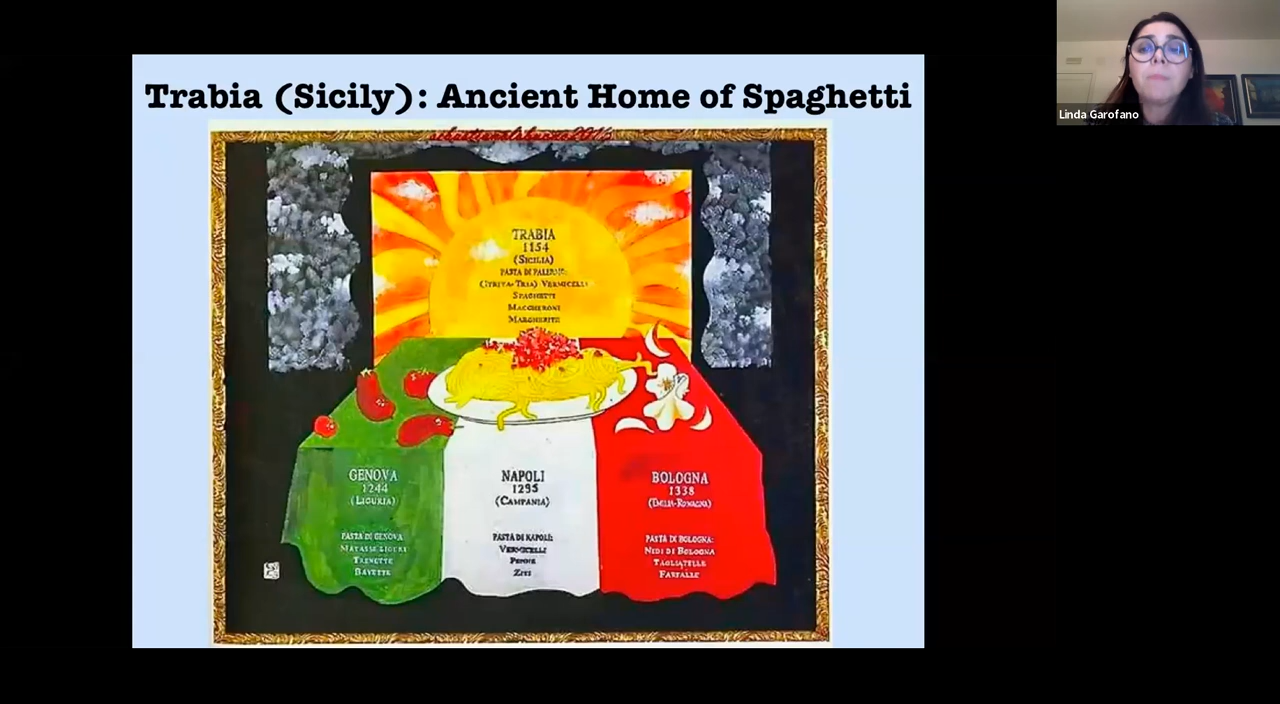 Trabia (Sicily): Ancient Home of Spaghetti
Linda Garofano
TRABIA
1154
(SICILIA)
PASTA DI PALERMO:
VERMICELLI
SPAGHETTI
MACCHERONI
MARGHERITE
GENOVA
1244
(LIGURIA)
PASTA DI GENOVA
MATASSE LIGURI
TRENETTE
BAVETTE
NAPOLI
1295
(CAMPANIA)
PASTA DI NAPOLI:
VERMICELLI
PENNE
ZITI
BOLOGNA
1338
(EMILIA-ROMAGNA)
PASTA DI BOLOGNA:
NIDI DI BOLOGNA
TAGLIATELLE
FARFALLE